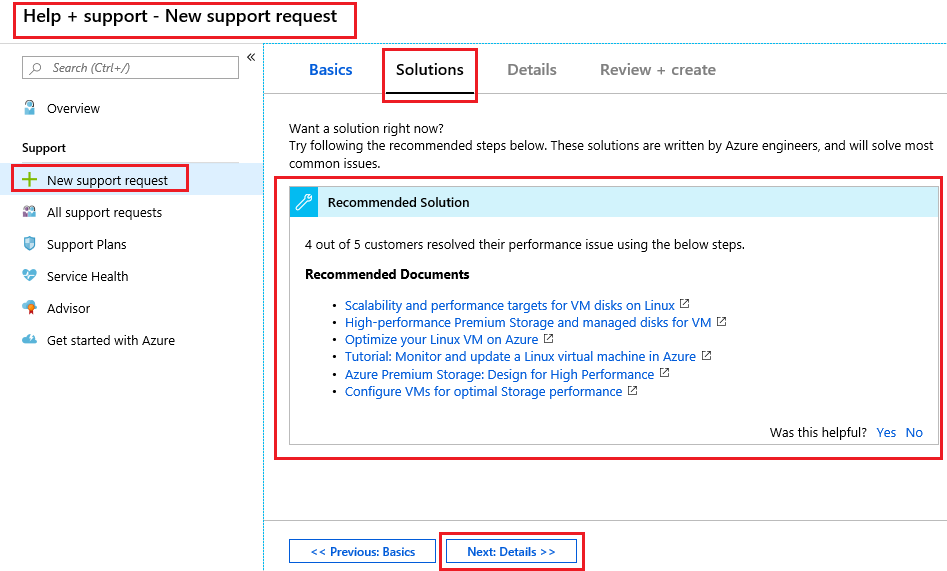 Help + support - New support request
«
Search (Ctrl+/)
Overview
Support
New support request
All support requests
Support Plans
Service Health
Advisor
Get started with Azure
Basics
Solutions
Details
Review + create
Want a solution right now?
Try following the recommended steps below. These solutions are written by Azure engineers, and will solve most
common issues.
Recommended Solution
4 out of 5 customers resolved their performance issue using the below steps.
Recommended Documents
• Scalability and performance targets for VM disks on Linux
• High-performance Premium Storage and managed disks for VM
• Optimize your Linux VM on Azure
• Tutorial: Monitor and update a Linux virtual machine in Azure
• Azure Premium Storage: Design for High Performance
• Configure VMs for optimal Storage performance
Was this helpful? Yes No
<< Previous: Basics
Next: Details >>